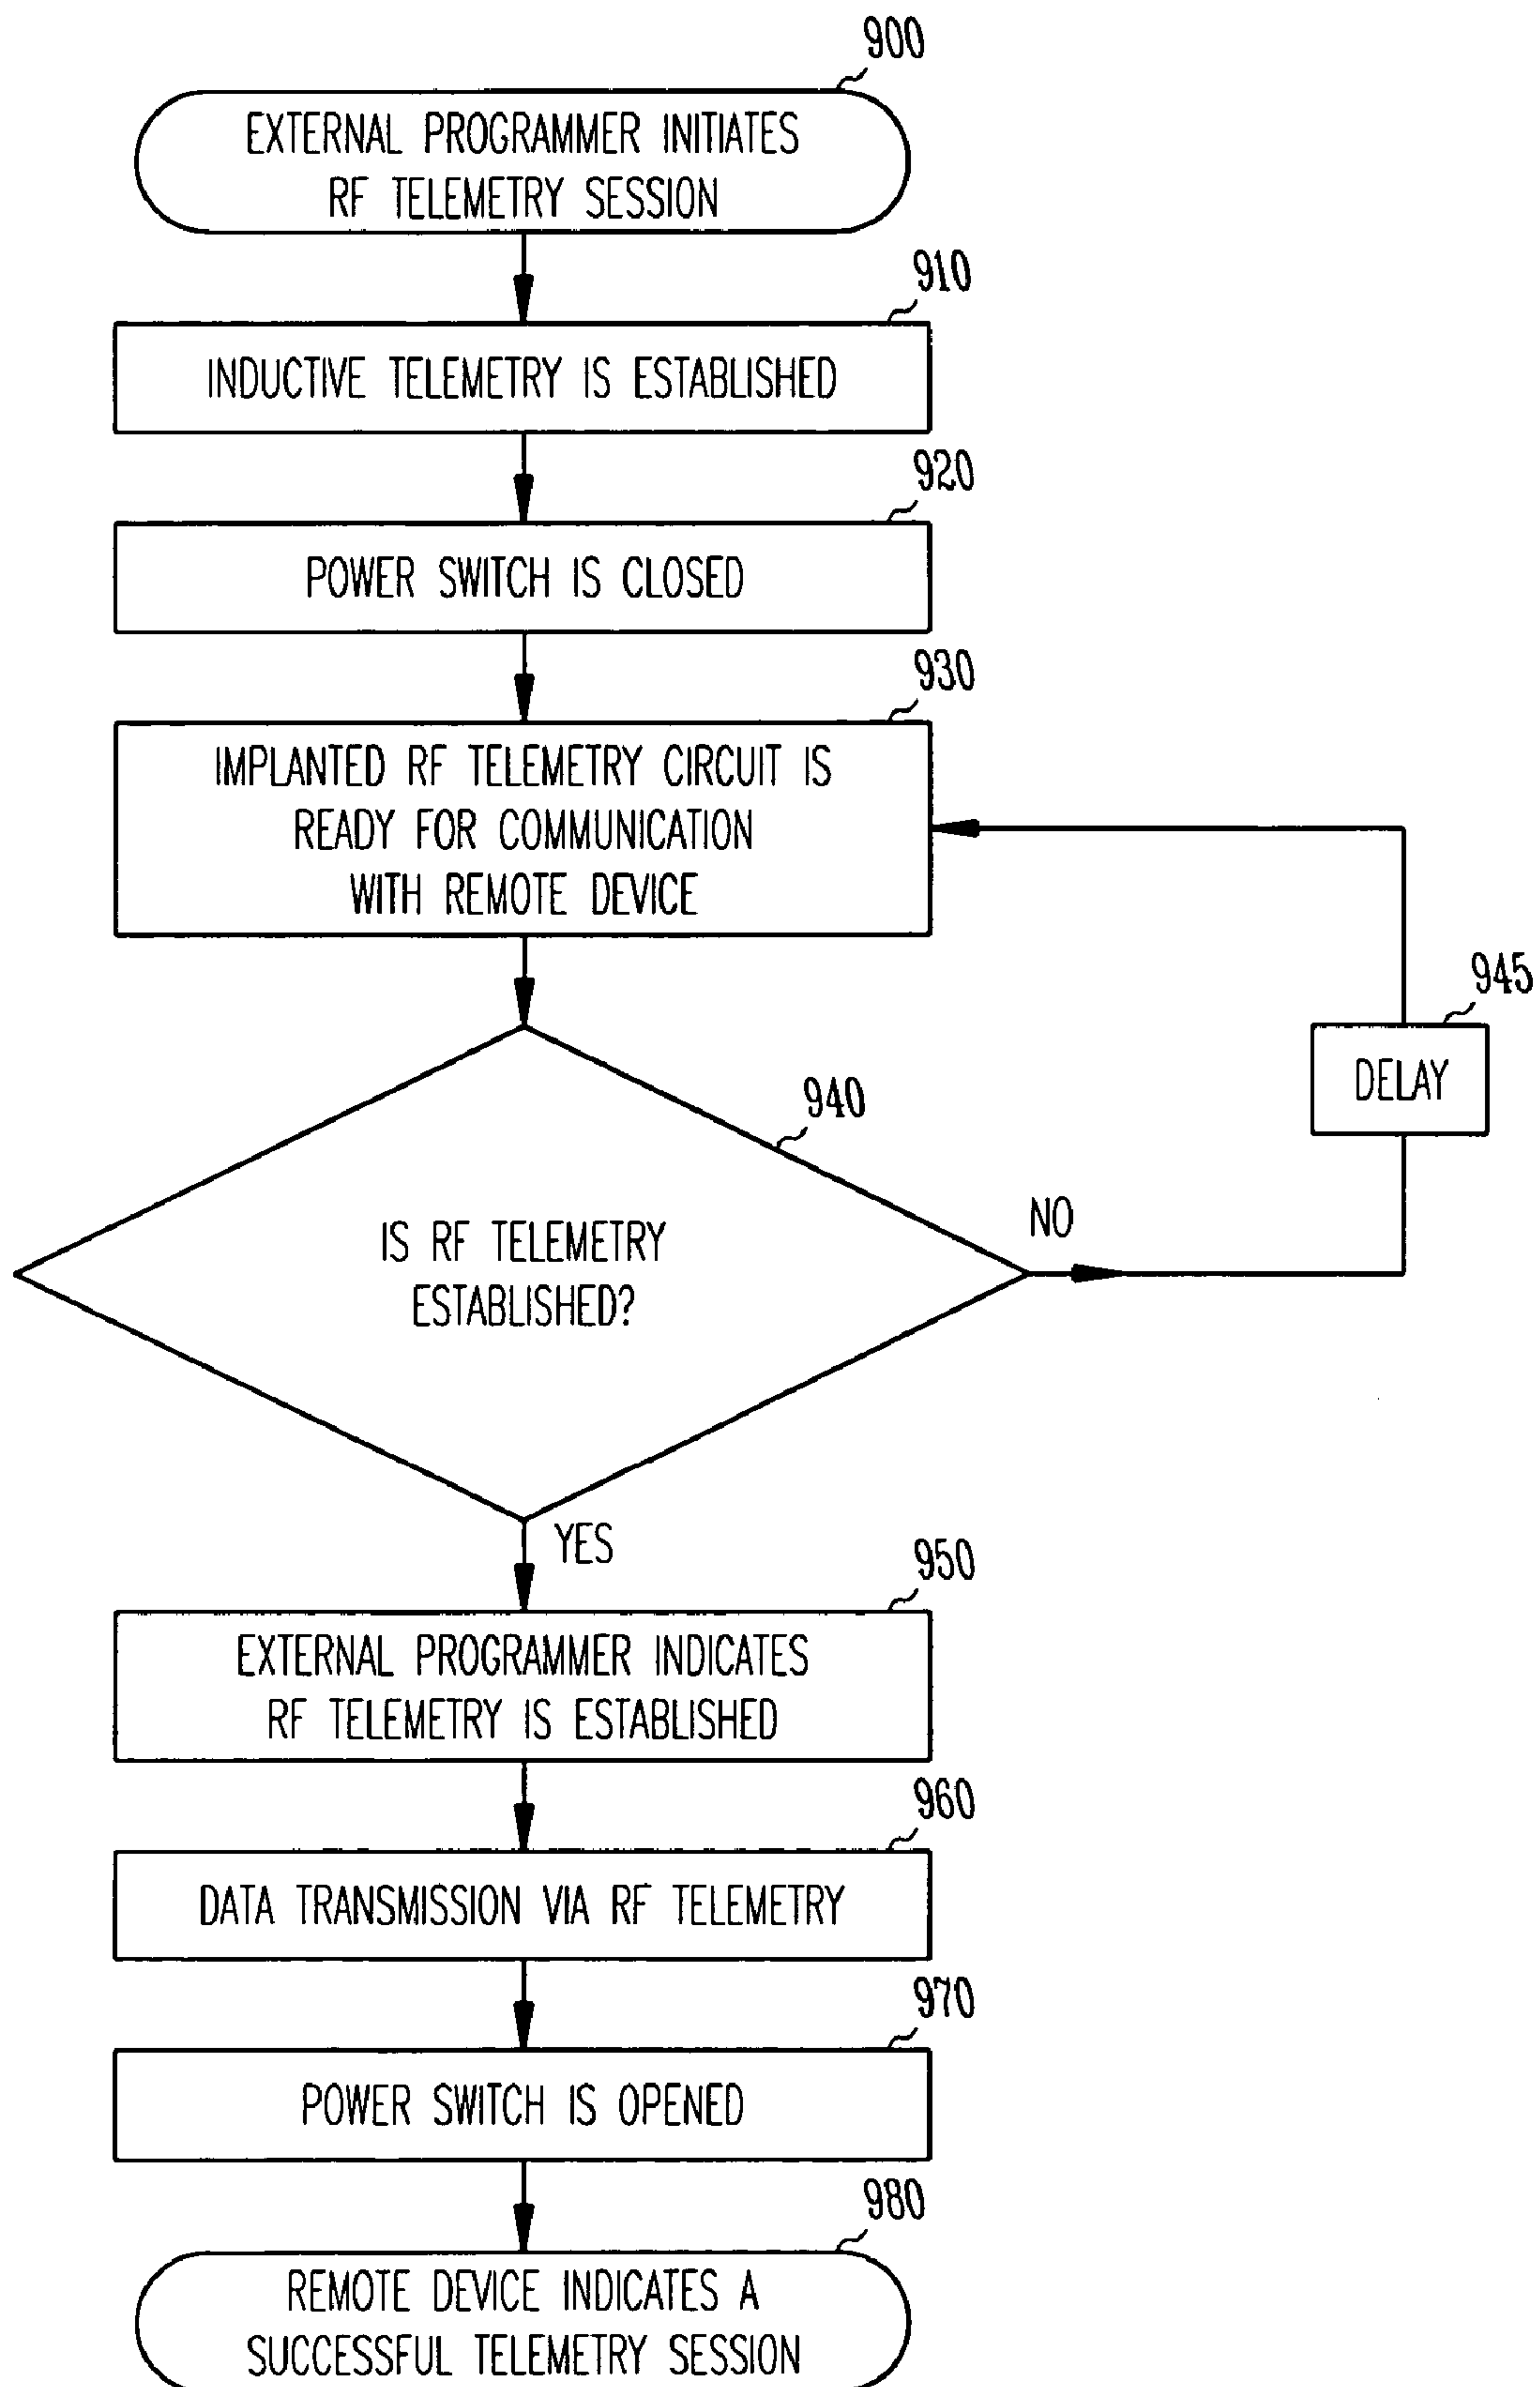 900
EXTERNAL PROGRAMMER INITIATES
RF TELEMETRY SESSION
910
INDUCTIVE TELEMETRY IS ESTABLISHED
920
POWER SWITCH IS CLOSED
930
IMPLANTED RF TELEMETRY CIRCUIT IS
READY FOR COMMUNICATION
WITH REMOTE DEVICE
945
DELAY
940
IS RF TELEMETRY
ESTABLISHED?
NO
YES
950
EXTERNAL PROGRAMMER INDICATES
RF TELEMETRY IS ESTABLISHED
960
DATA TRANSMISSION VIA RF TELEMETRY
970
POWER SWITCH IS OPENED
980
REMOTE DEVICE INDICATES A
SUCCESSFUL TELEMETRY SESSION